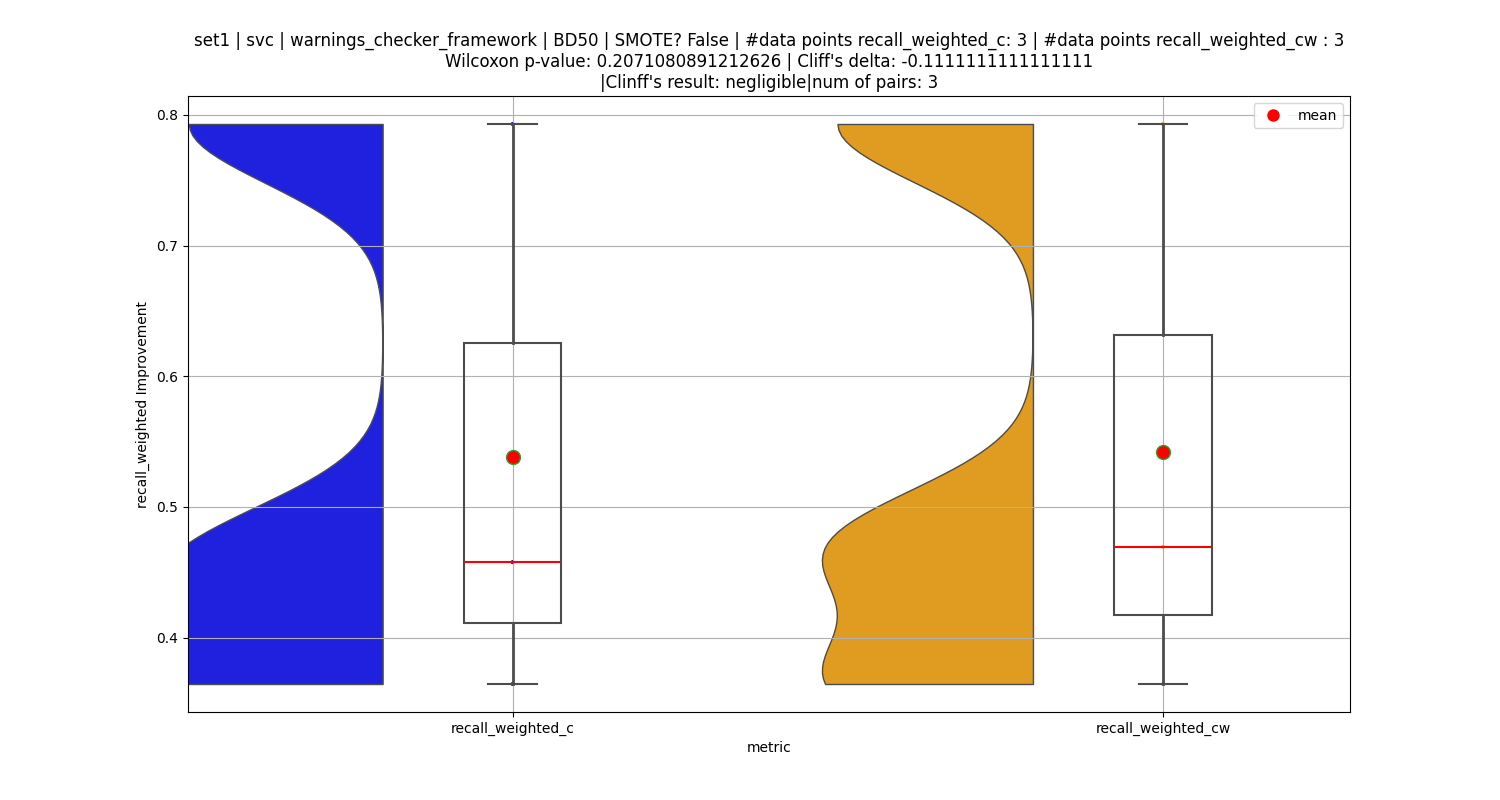 set1 | svc | warnings_checker_framework | BD50 | SMOTE? False | #data points recall_weighted_c: 3 | #data points recall_weighted_cw : 3
Wilcoxon p-value: 0.2071080891212626 | Cliff's delta: -0.1111111111111111
|Clinff's result: negligible|num of pairs: 3
mean
0.8
0.7
0.6
0.5
0.4
recall_weighted Improvement
recall_weighted_c
recall_weighted_cw
metric